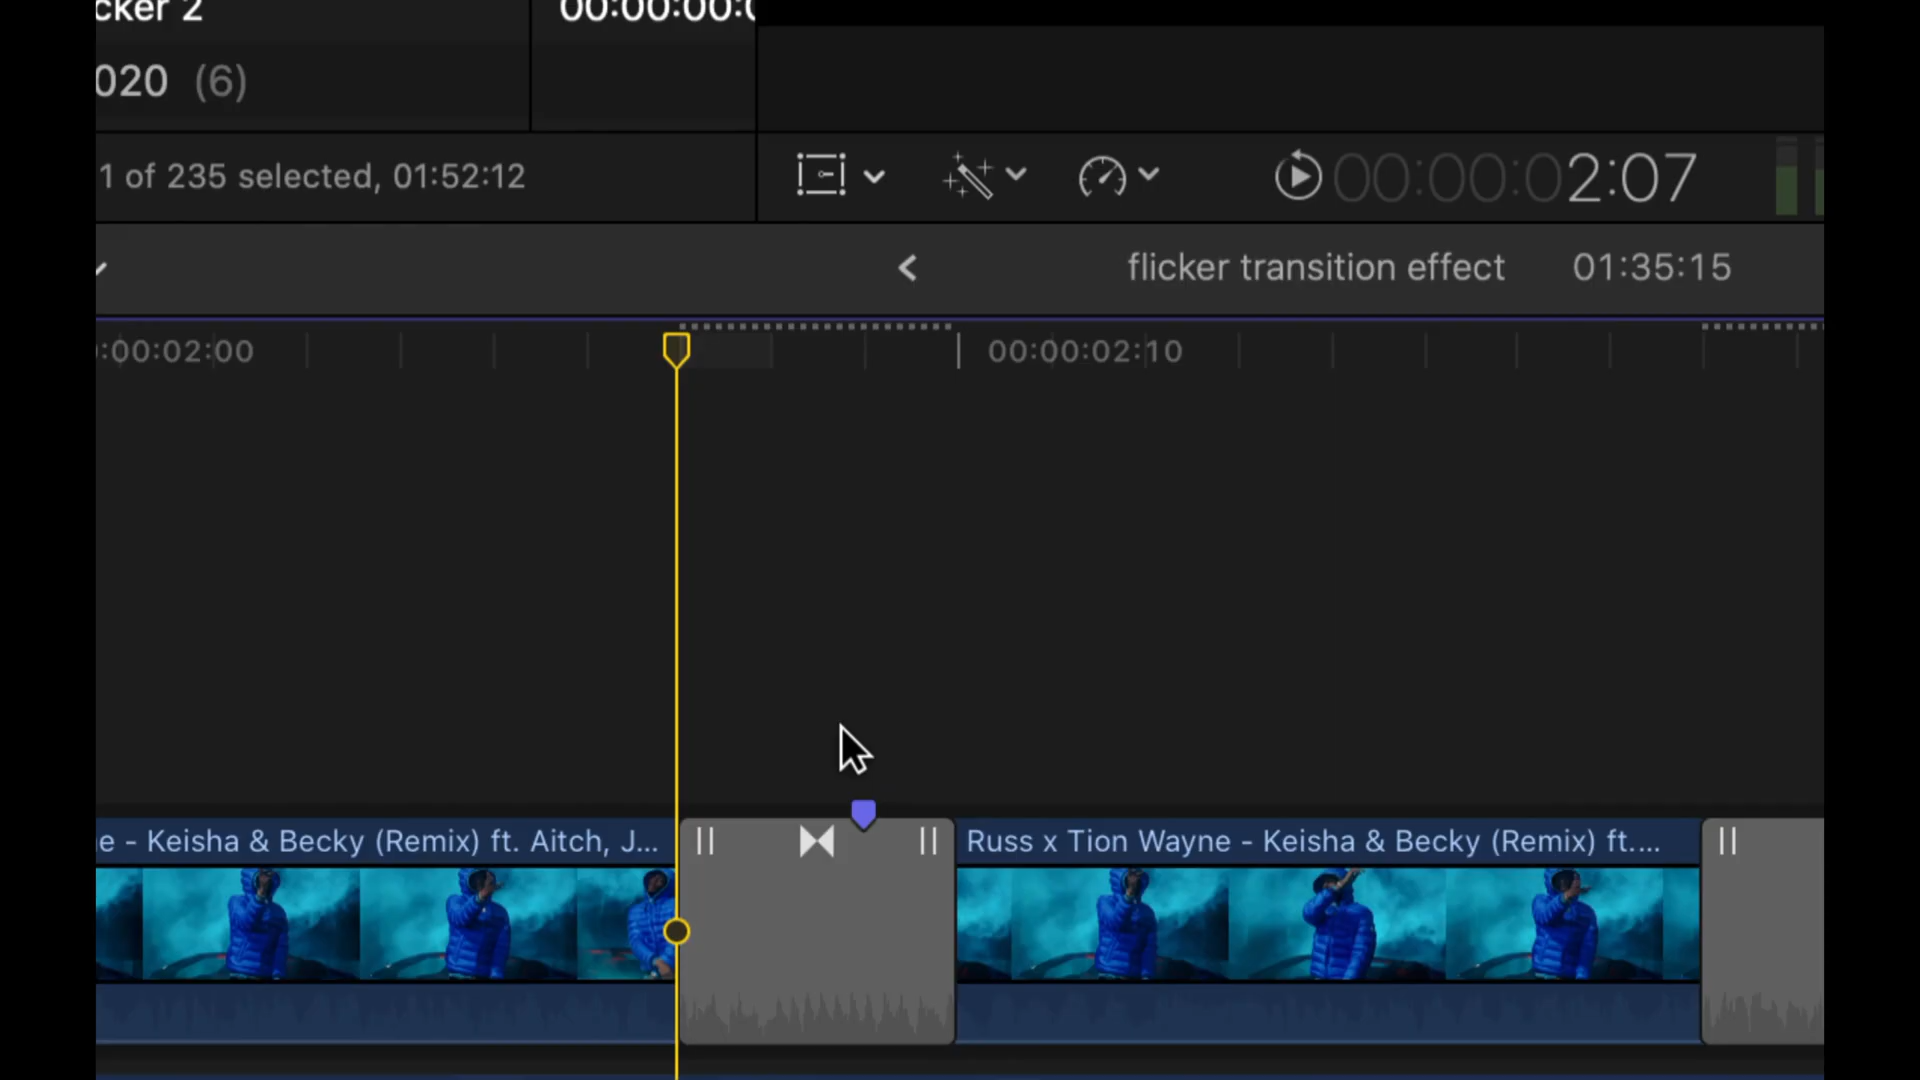 cker 2
00:00:00:0
020 (6)
1 of 235 selected, 01:52:12
00:00:02:07
flicker transition effect 01:35:15
:00:02:00
00:00:02:10
e - Keisha & Becky (Remix) ft. Aitch, J...
Russ x Tion Wayne - Keisha & Becky (Remix) ft....